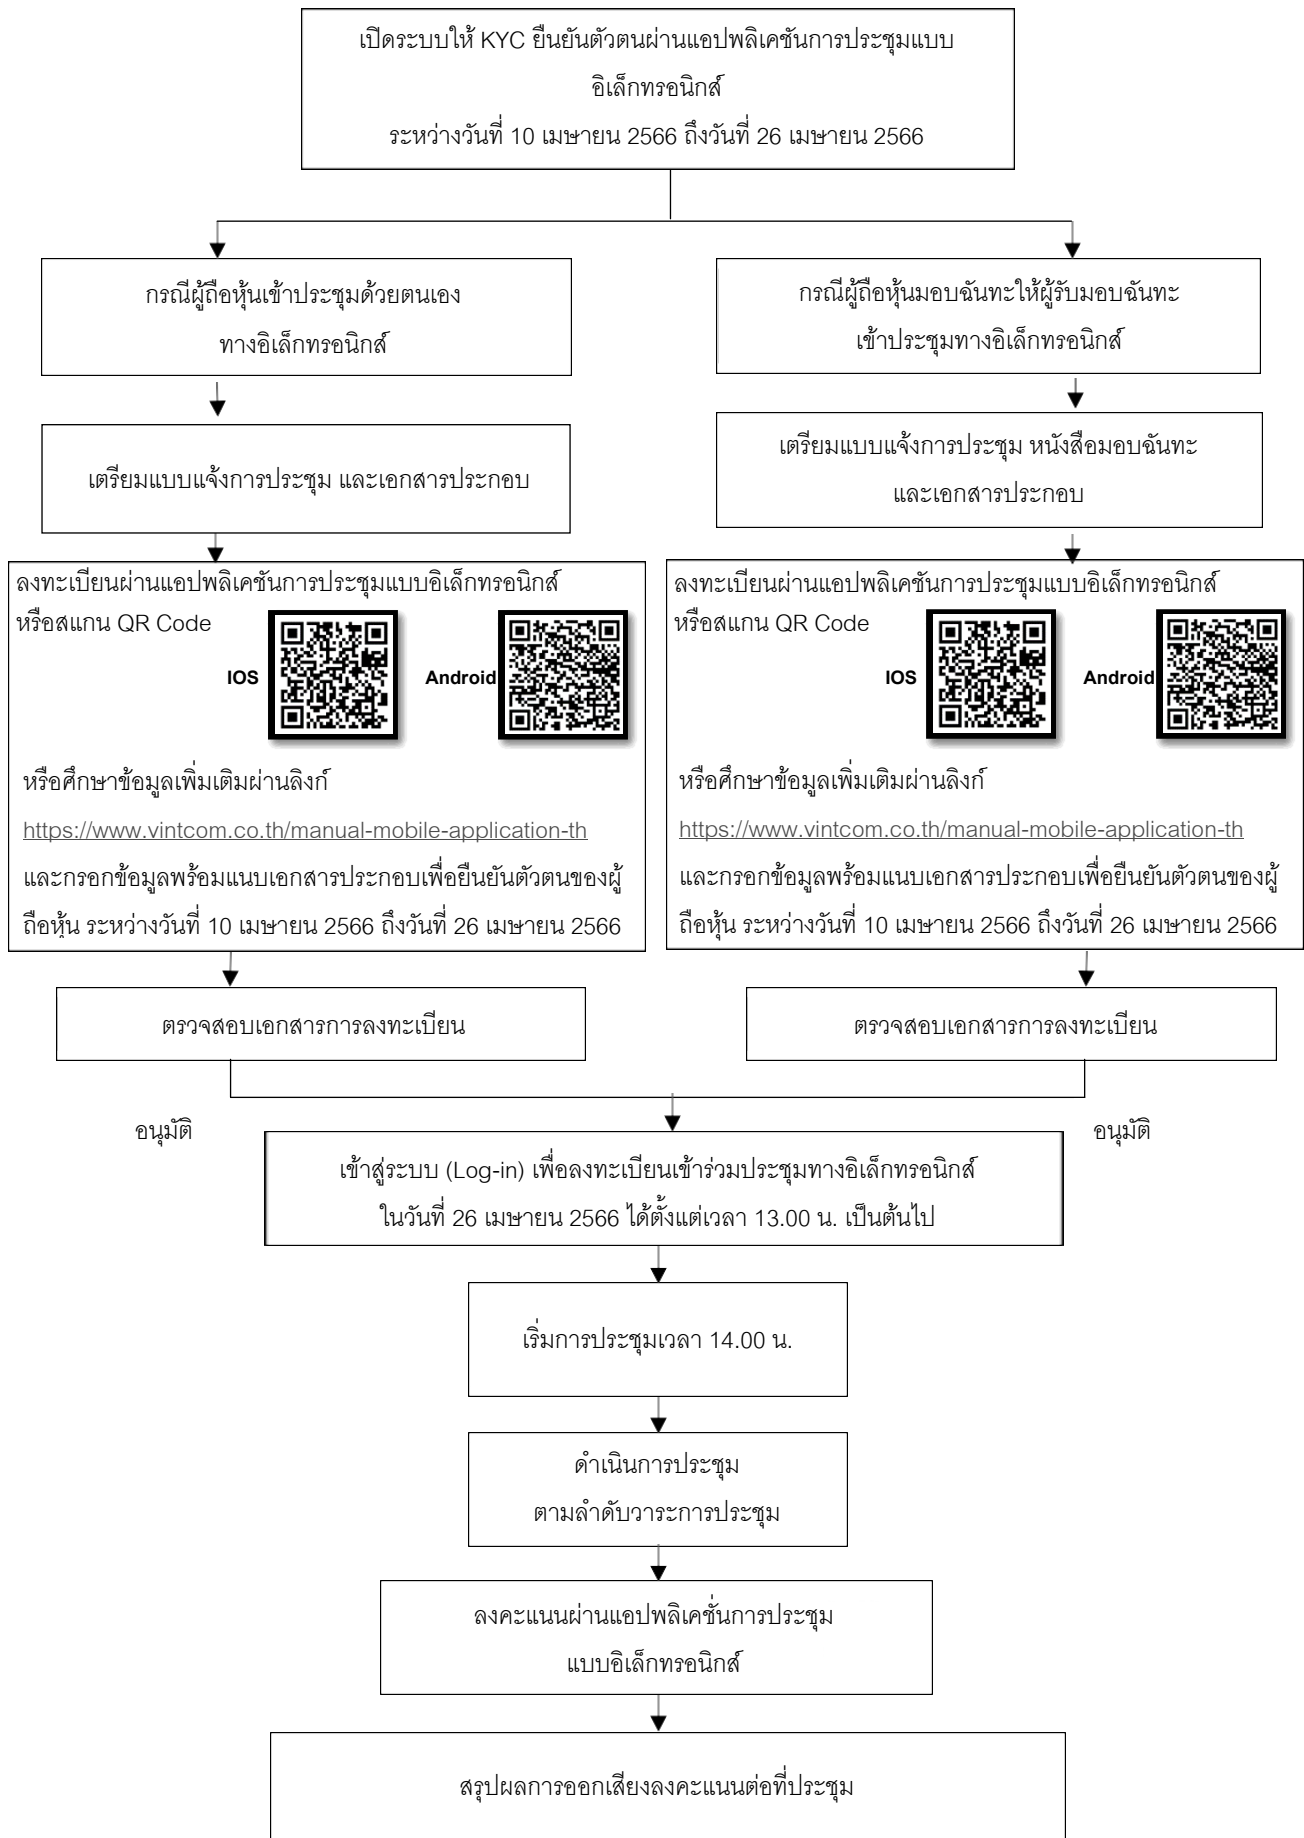 เปิดระบบให้ KYC ยืนยันตัวตนผ่านแอปพลิเคชันการประชุมแบบ
อิเล็กทรอนิกส์
ระหว่างวันที่ 10 เมษายน 2566 ถึงวันที่ 26 เมษายน 2566
กรณีผู้ถือหุ้นเข้าประชุมด้วยตนเอง
ทางอิเล็กทรอนิกส์
กรณีผู้ถือหุ้นมอบฉันทะให้ผู้รับมอบฉันทะ
เข้าประชุมทางอิเล็กทรอนิกส์
เตรียมแบบแจ้งการประชุม และเอกสารประกอบ
เตรียมแบบแจ้งการประชุม หนังสือมอบฉันทะ
และเอกสารประกอบ
ลงทะเบียนผ่านแอปพลิเคชันการประชุมแบบอิเล็กทรอนิกส์
หรือสแกน QR Code
IOS
Android
หรือศึกษาข้อมูลเพิ่มเติมผ่านลิงก์
https://www.vintcom.co.th/manual-mobile-application-th
และกรอกข้อมูลพร้อมแนบเอกสารประกอบเพื่อยืนยันตัวตนของผู้
ถือหุ้น ระหว่างวันที่ 10 เมษายน 2566 ถึงวันที่ 26 เมษายน 2566
ลงทะเบียนผ่านแอปพลิเคชันการประชุมแบบอิเล็กทรอนิกส์
หรือสแกน QR Code
IOS
Android
หรือศึกษาข้อมูลเพิ่มเติมผ่านลิงก์
https://www.vintcom.co.th/manual-mobile-application-th
และกรอกข้อมูลพร้อมแนบเอกสารประกอบเพื่อยืนยันตัวตนของผู้
ถือหุ้น ระหว่างวันที่ 10 เมษายน 2566 ถึงวันที่ 26 เมษายน 2566
ตรวจสอบเอกสารการลงทะเบียน
ตรวจสอบเอกสารการลงทะเบียน
อนุมัติ
อนุมัติ
เข้าสู่ระบบ (Log-in) เพื่อลงทะเบียนเข้าร่วมประชุมทางอิเล็กทรอนิกส์
ในวันที่ 26 เมษายน 2566 ได้ตั้งแต่เวลา 13.00 น. เป็นต้นไป
เริ่มการประชุมเวลา 14.00 น.
ดำเนินการประชุม
ตามลำดับวาระการประชุม
ลงคะแนนผ่านแอปพลิเคชั่นการประชุม
แบบอิเล็กทรอนิกส์
สรุปผลการออกเสียงลงคะแนนต่อที่ประชุม